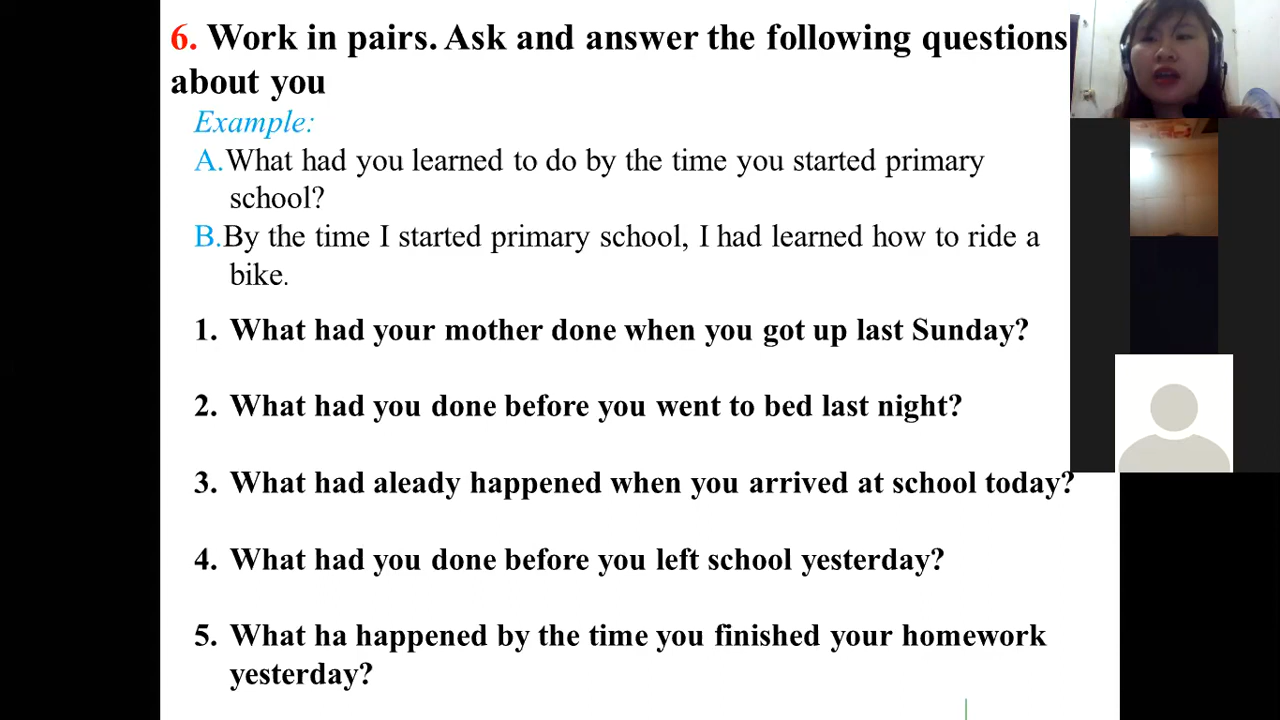 6. Work in pairs. Ask and answer the following questions
about you
Example:
A.What had you learned to do by the time you started primary
school?
B.By the time I started primary school, I had learned how to ride a
bike.
1. What had your mother done when you got up last Sunday?
2. What had you done before you went to bed last night?
3. What had aleady happened when you arrived at school today?
4. What had you done before you left school yesterday?
5. What ha happened by the time you finished your homework
yesterday?